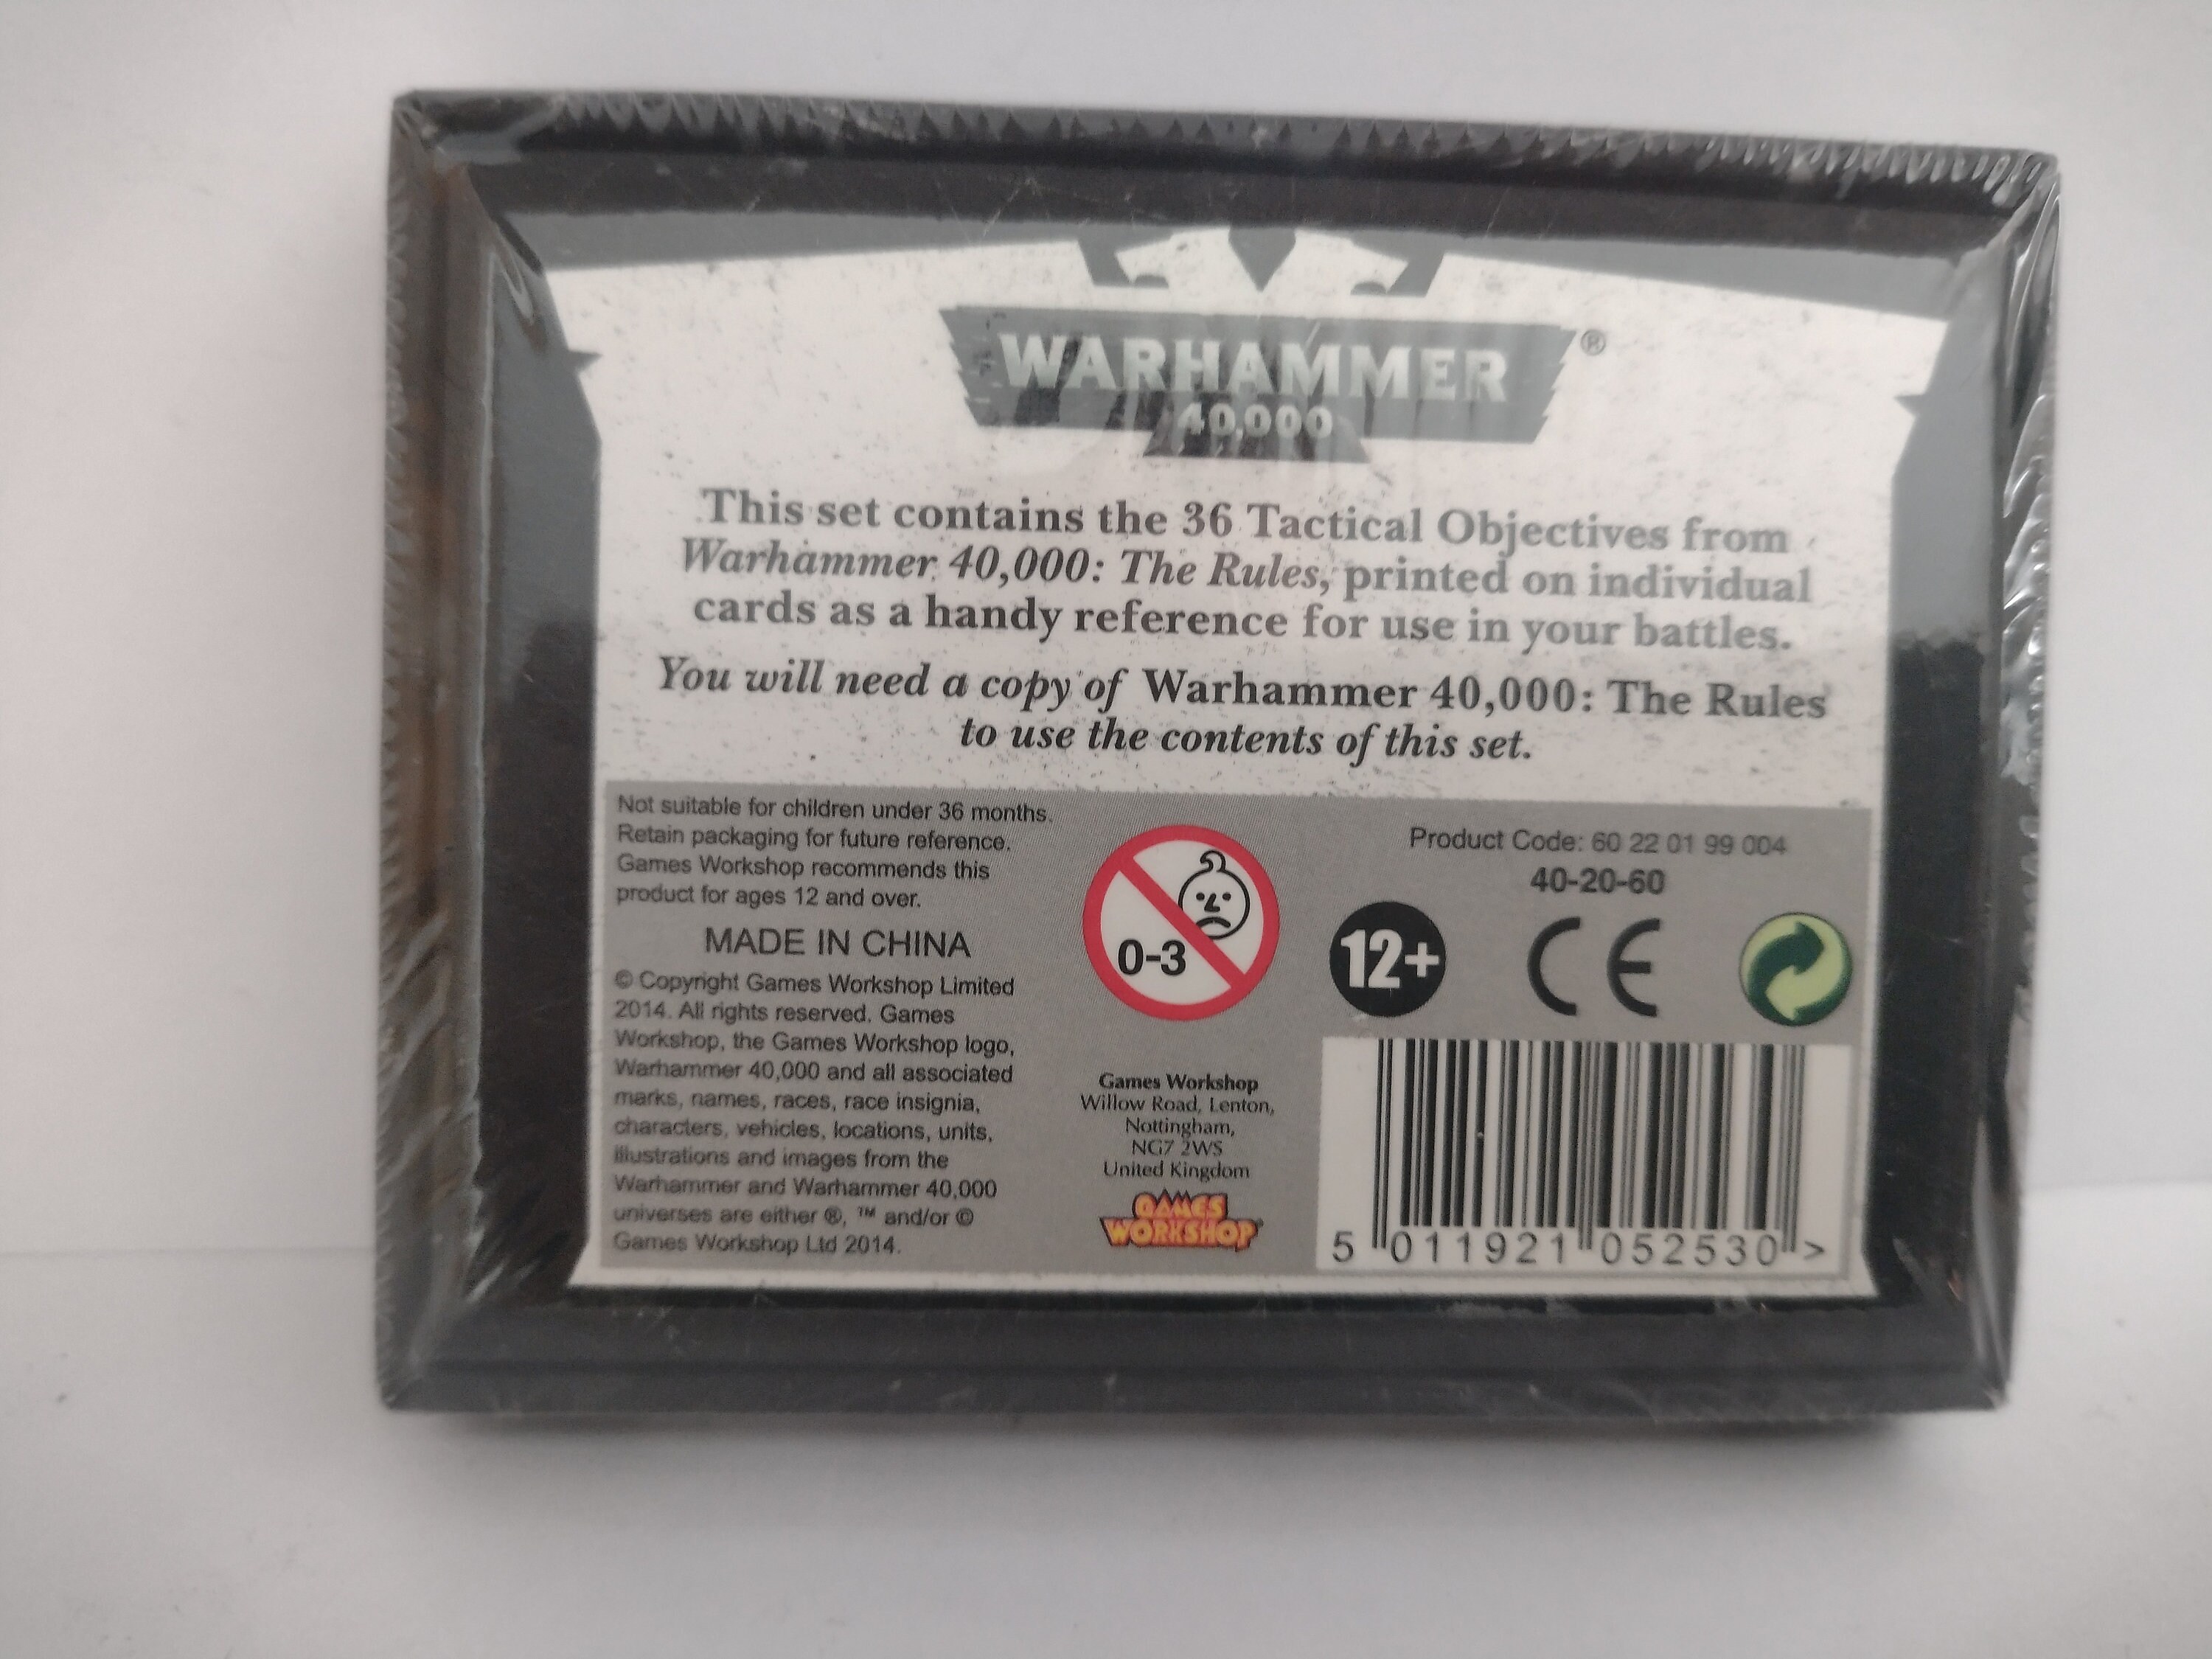 WARHAMMER®
40,000
This set contains the 36 Tactical Objectives from
Warhammer 40,000: The Rules, printed on individual
cards as a handy reference for use in your battles.
You will need a copy of Warhammer 40,000: The Rules
to use the contents of this set.
Not suitable for children under 36 months.
Retain packaging for future reference.
Games Workshop recommends this
product for ages 12 and over.
MADE IN CHINA
© Copyright Games Workshop Limited
2014. All rights reserved. Games
Workshop, the Games Workshop logo,
Warhammer 40,000 and all associated
marks, names, races, race insignia,
characters, vehicles, locations, units,
illustrations and images from the
Warhammer and Warhammer 40,000
universes are either ®, ™ and/or ©
Games Workshop Ltd 2014.
0-3
Games Workshop
Willow Road, Lenton,
Nottingham,
NG7 2WS
United Kingdom
GAMES
WORKSHOP
Product Code: 60 22 01 99 004
40-20-60
12+
CE
5 011921 052530 >